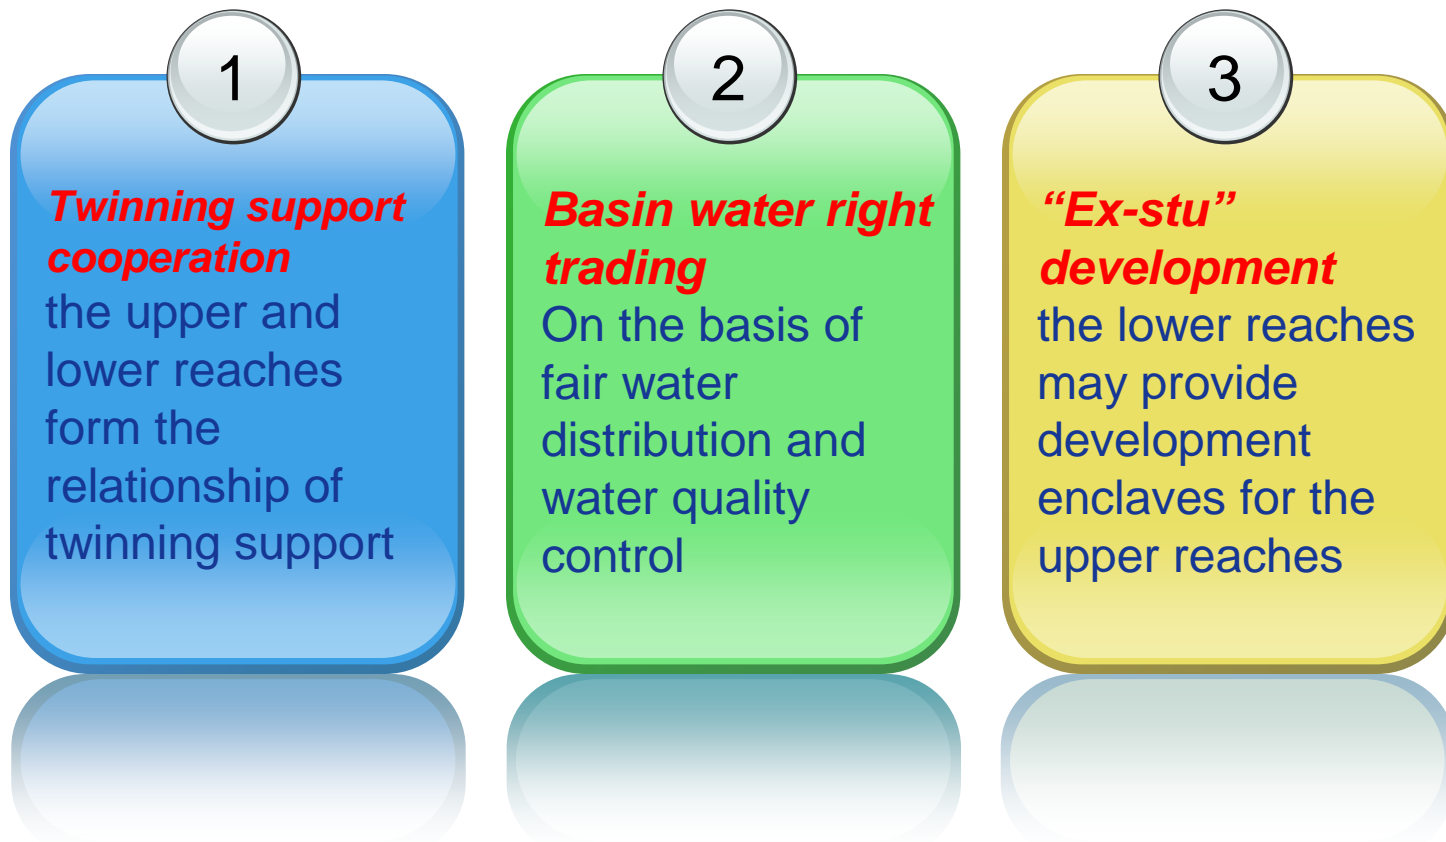 1
Twinning support
cooperation
the upper and
lower reaches
form the
relationship of
twinning support
2
Basin water right
trading
On the basis of
fair water
distribution and
water quality
control
3
“Ex-stu”
development
the lower reaches
may provide
development
enclaves for the
upper reaches